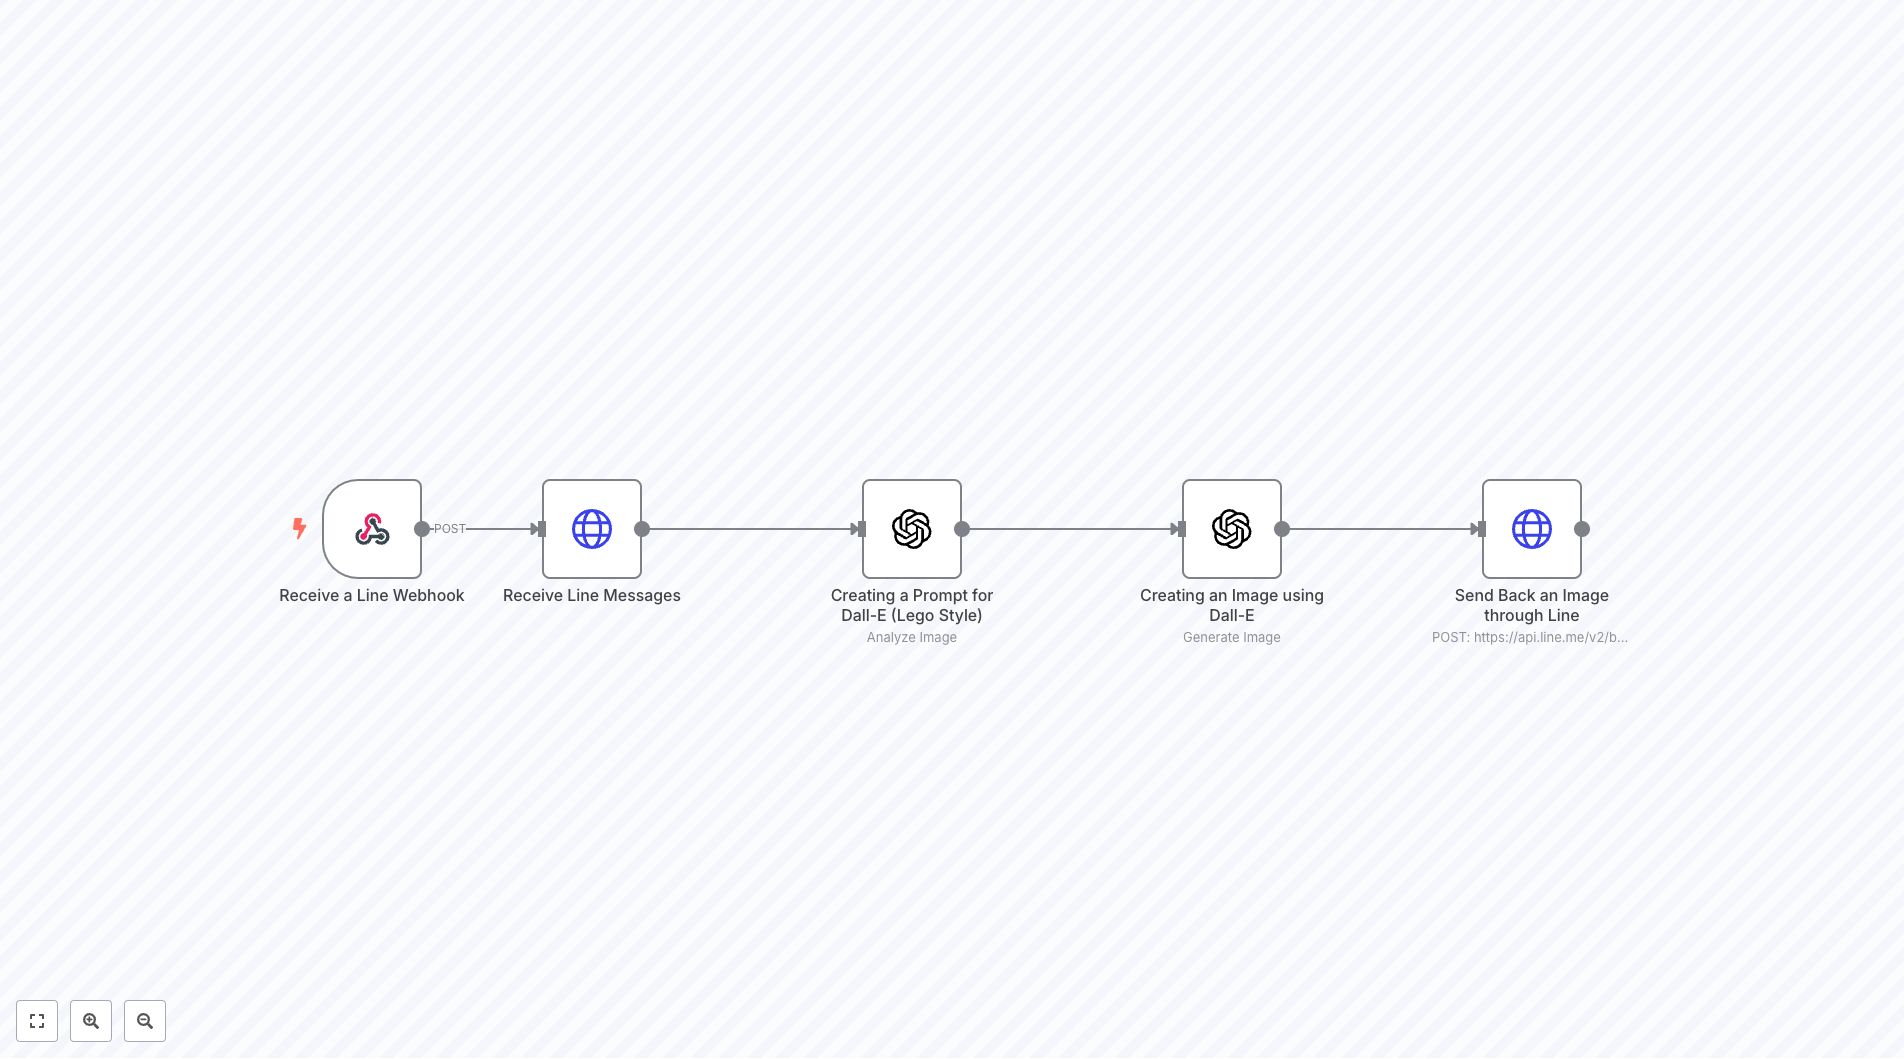 POST
Receive a Line Webhook
Receive Line Messages
Creating a Prompt for
Dall-E (Lego Style)
Analyze Image
Creating an Image using
Dall-E
Generate Image
Send Back an Image
through Line
POST: https://api.line.me/v2/b...